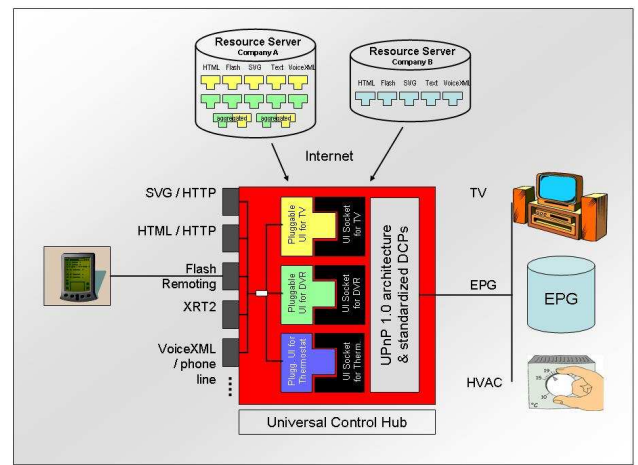 Resource Server
Company A
HTML Flash SVG Text VoiceXML
aggregated aggregated
Resource Server
Company B
HTML Flash SVG Text VoiceXML
Internet
SVG / HTTP
HTML / HTTP
Flash
Remoting
XRT2
VoiceXML
/ phone
line
Pluggable
UI for TV
UI Socket
for TV
Pluggable
UI for DVR
UI Socket
for DVR
Plugg. UI for
Thermostat
UI Socket
for Therm.
UPnP 1.0 architecture
& standardized DCPs
TV
EPG
EPG
HVAC
°C
Universal Control Hub